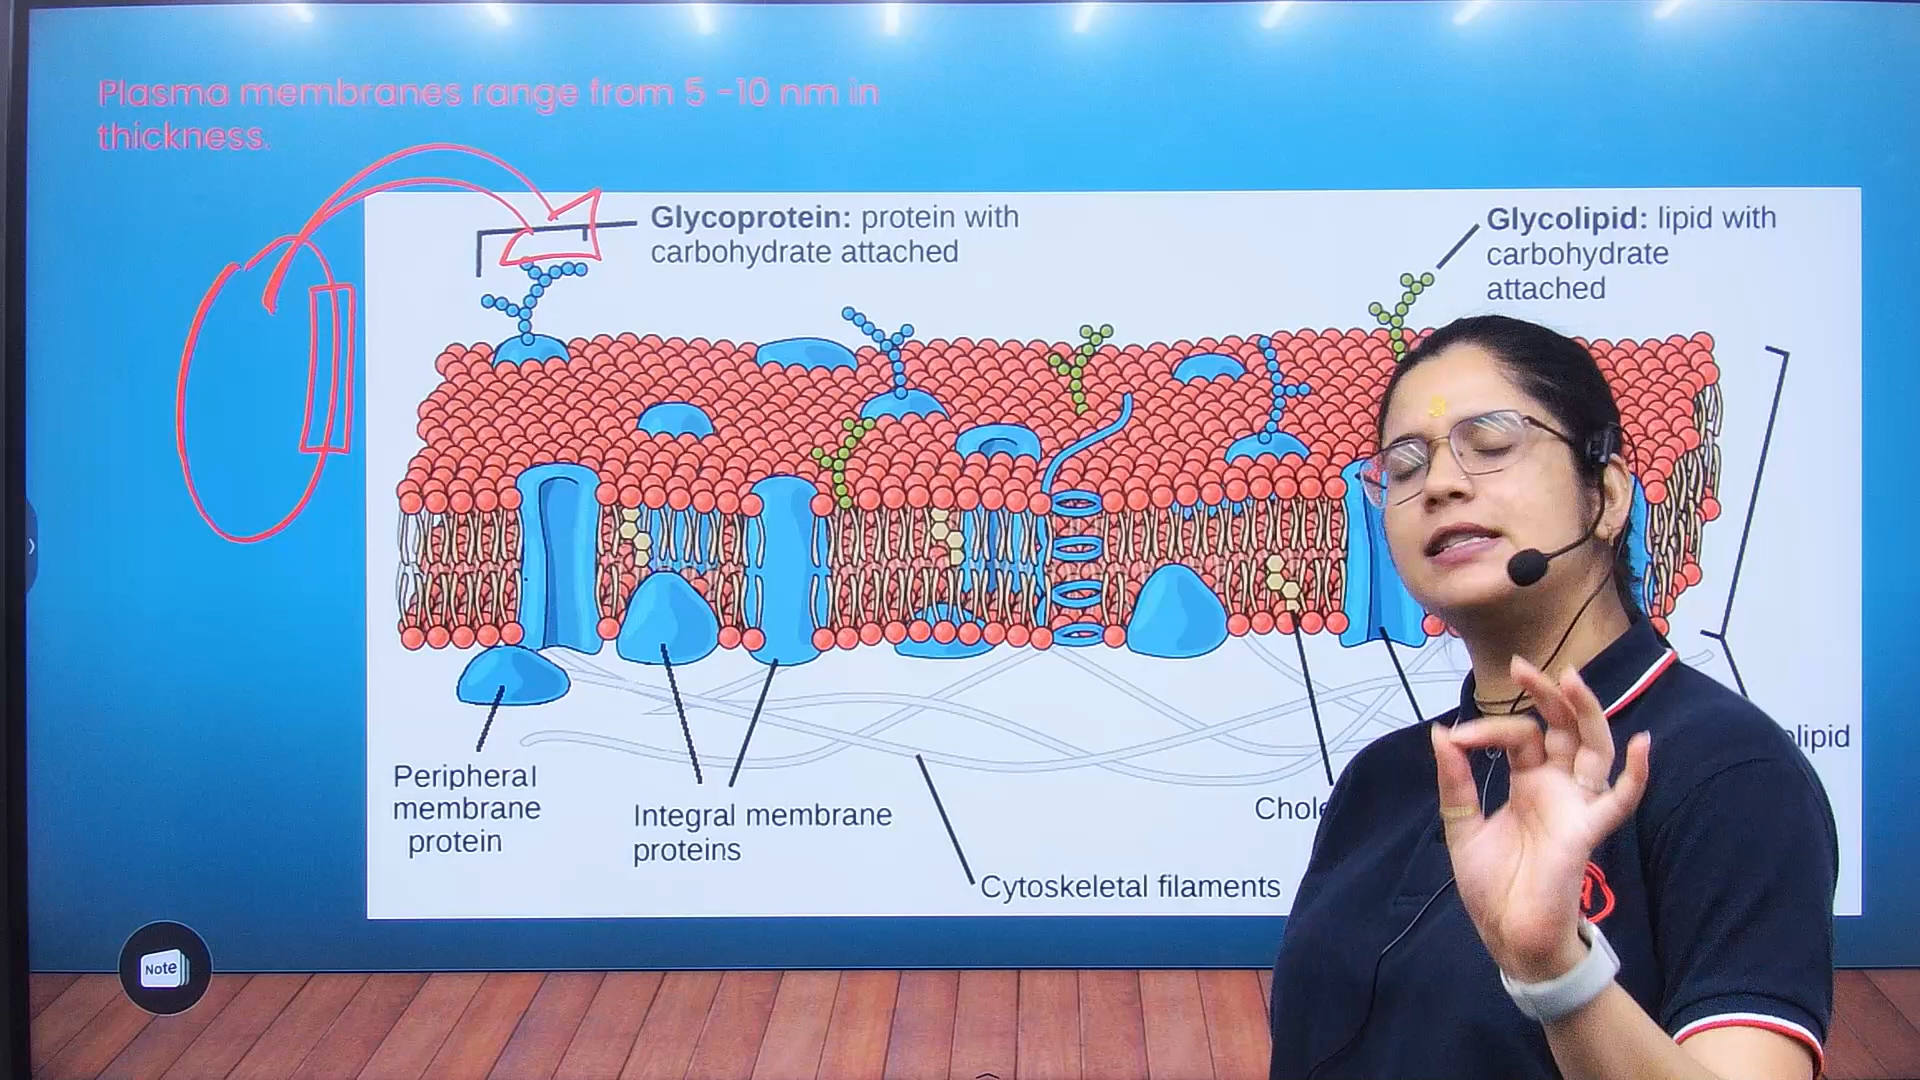 Plasma membranes range from 5 -10 nm in
thickness.
Glycoprotein: protein with
carbohydrate attached
Glycolipid: lipid with
carbohydrate
attached
Peripheral
membrane
protein
Integral membrane
proteins
Cytoskeletal filaments
Note